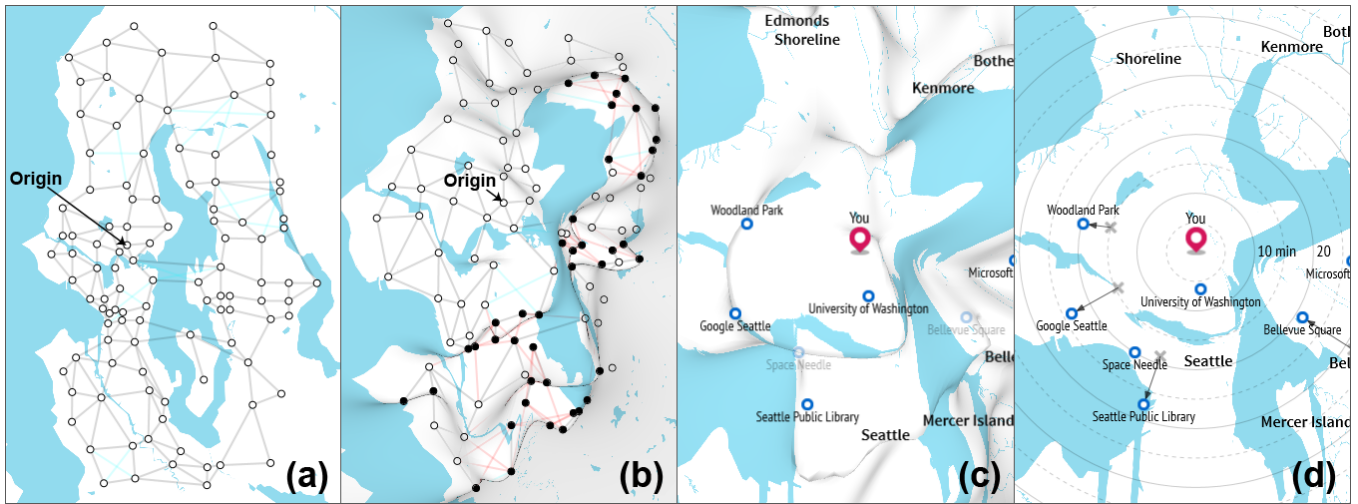 Origin
(a)
Origin
(b)
Edmonds
Shoreline
Bothe
Kenmore
Woodland Park
You
Microsoft
University of Washington
Google Seattle
Bellevue Square
Space Needle
Belle
Seattle Public Library
Mercer Island
Seattle
(c)
Both
Kenmore
Shoreline
Woodland Park
You
10 min
20
Microsoft
University of Washington
Google Seattle
Bellevue Square
Space Needle
Seattle
Bel
Seattle Public Library
Mercer Island
(d)